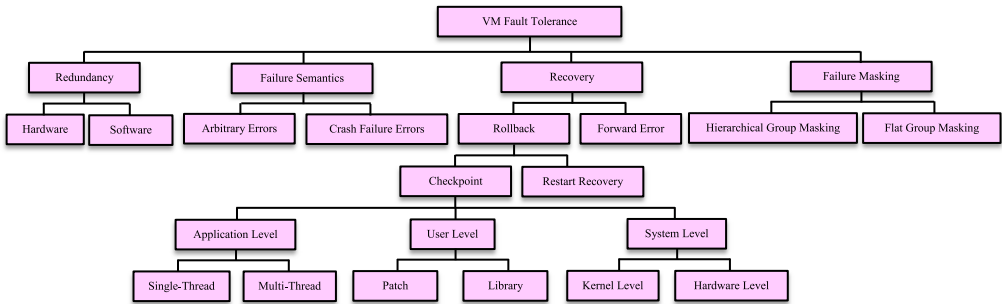 VM Fault Tolerance
Redundancy
Failure Semantics
Recovery
Failure Masking
Hardware
Software
Arbitrary Errors
Crash Failure Errors
Rollback
Forward Error
Hierarchical Group Masking
Flat Group Masking
Checkpoint
Restart Recovery
Application Level
User Level
System Level
Single-Thread
Multi-Thread
Patch
Library
Kernel Level
Hardware Level